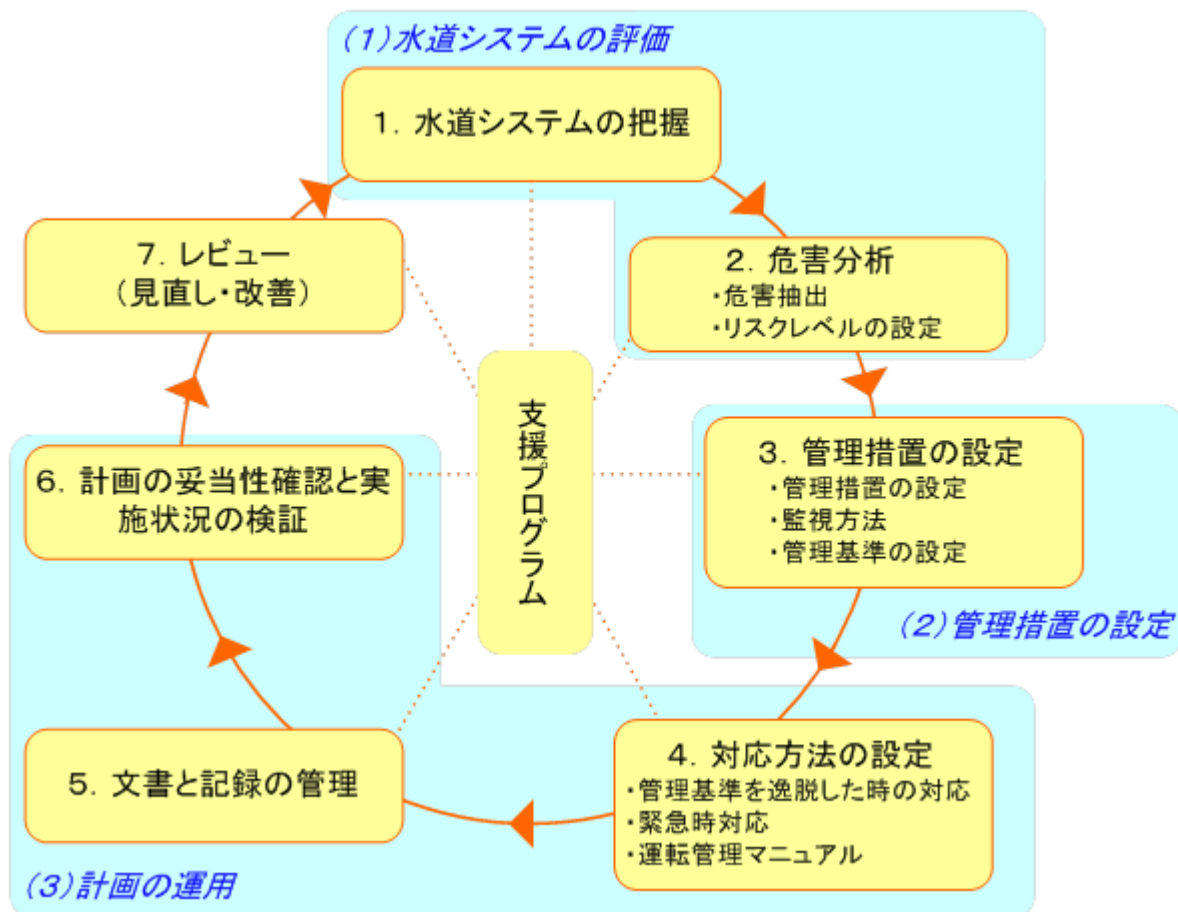 (1)水道システムの評価
1. 水道システムの把握
2. 危害分析
・危害抽出
・リスクレベルの設定
3. 管理措置の設定
・管理措置の設定
・監視方法
・管理基準の設定
(2)管理措置の設定
4. 対応方法の設定
・管理基準を逸脱した時の対応
・緊急時対応
・運転管理マニュアル
5. 文書と記録の管理
(3)計画の運用
6. 計画の妥当性確認と実
施状況の検証
7. レビュー
(見直し・改善)
支援プログラム